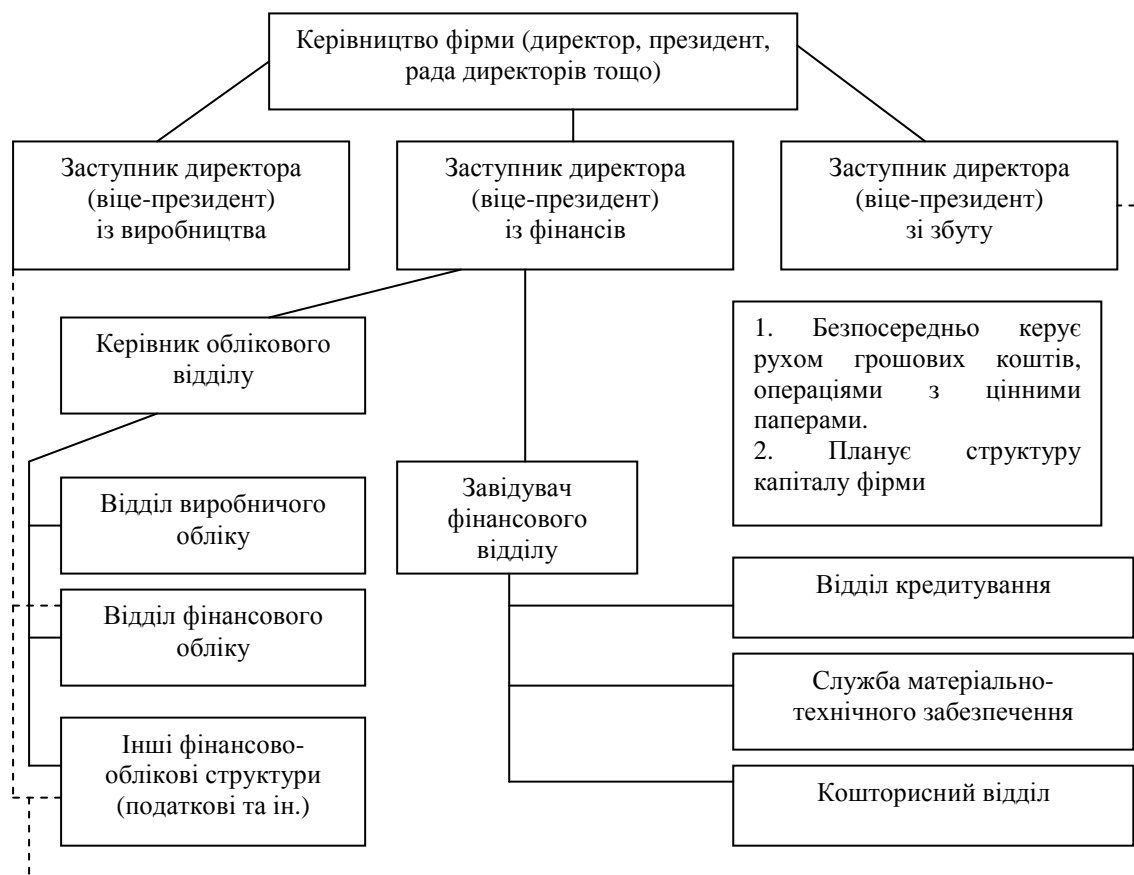 Керівництво фірми (директор, президент,
рада директорів тощо)
Заступник директора
(віце-президент)
із виробництва
Заступник директора
(віце-президент)
із фінансів
Заступник директора
(віце-президент)
зі збуту
Керівник облікового
відділу
1. Безпосередньо керує
рухом грошових коштів,
операціями з цінними
паперами.
2. Планує структуру
капіталу фірми
Завідувач
фінансового
відділу
Відділ виробничого
обліку
Відділ фінансового
обліку
Інші фінансово-
облікові структури
(податкові та ін.)
Відділ кредитування
Служба матеріально-
технічного забезпечення
Кошторисний відділ